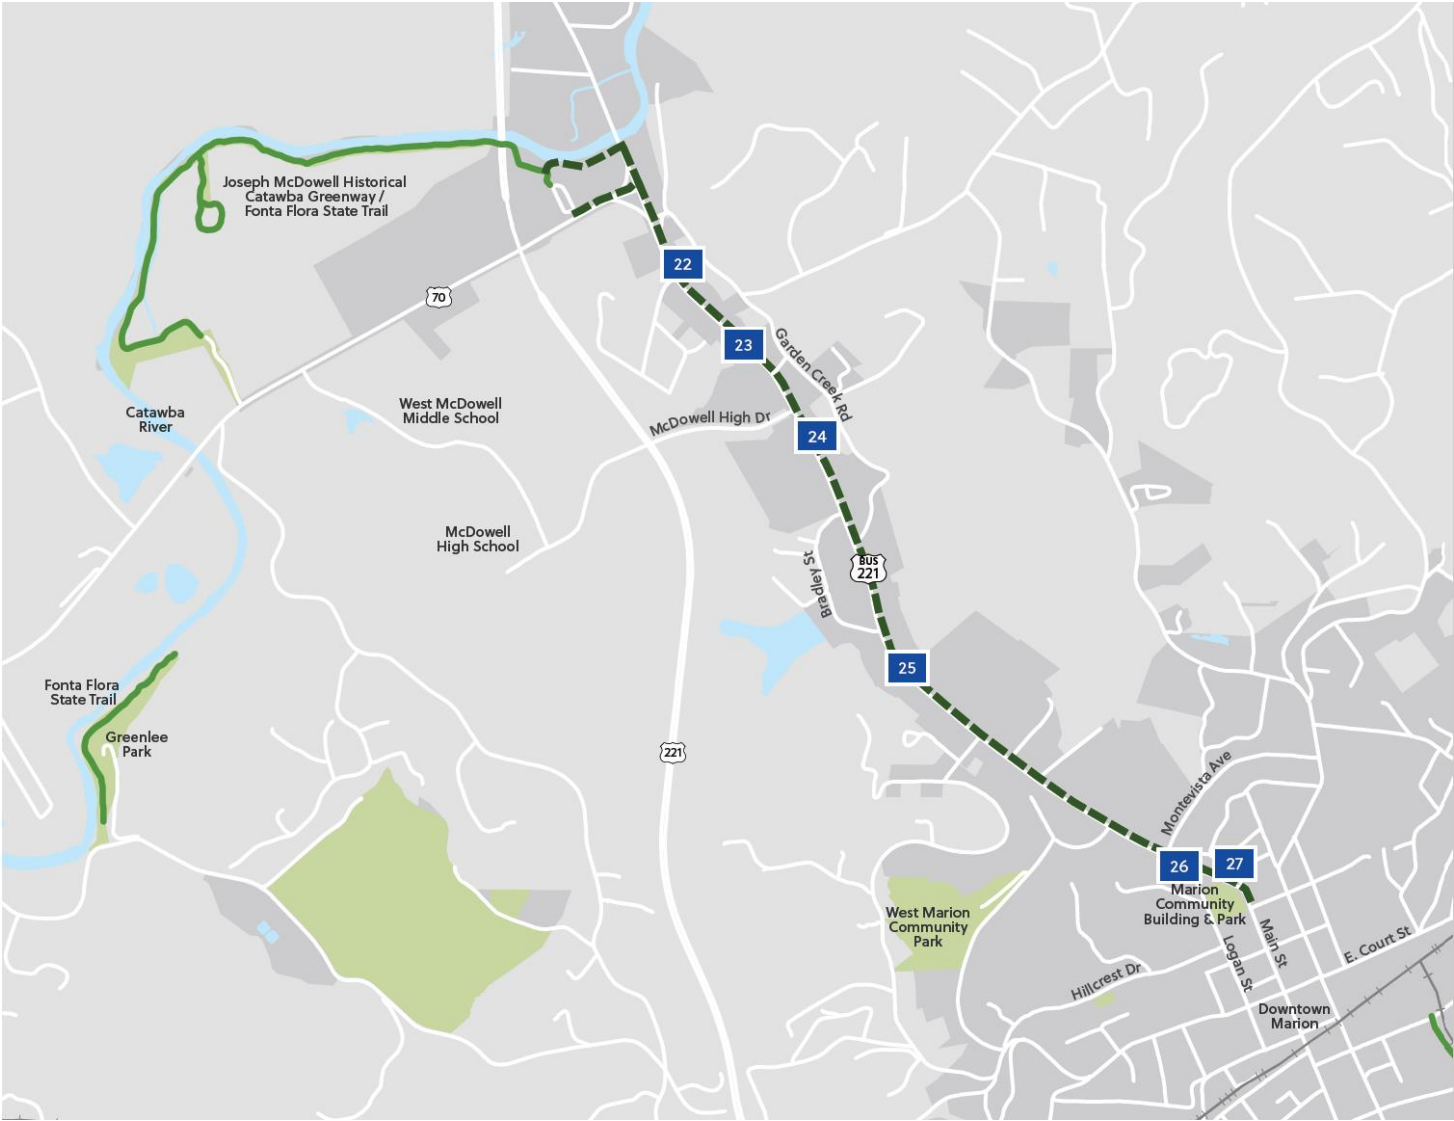 Joseph McDowell Historical
Catawba Greenway /
Fonta Flora State Trail
22
70
23
Garden Creek Rd
West McDowell
Middle School
Catawba
River
McDowell High Dr
24
McDowell
High School
Bradley St
BUS
221
25
Fonta Flora
State Trail
Greenlee
Park
221
Montevista Ave
26
27
Marion
Community
Building & Park
West Marion
Community
Park
Main St
Logan St
E. Court St
Hillcrest Dr
Downtown
Marion